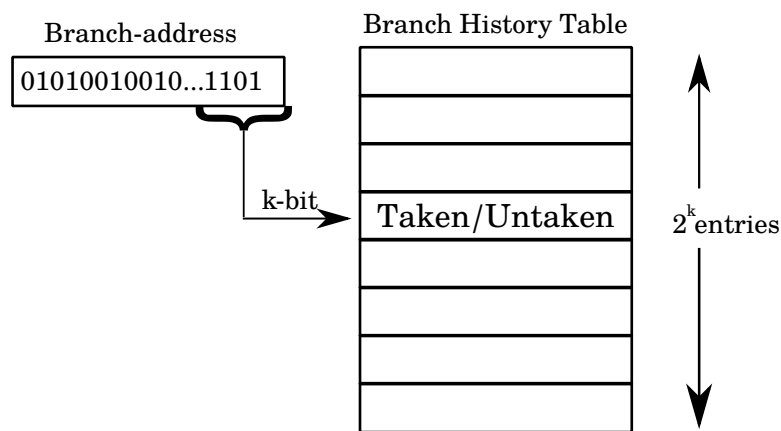 Branch-address
Branch History Table
01010010010...1101
k-bit
Taken/Untaken
2^k entries